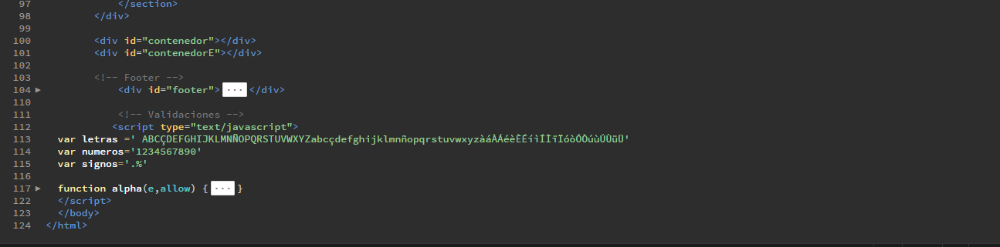 97 </section>
98 </div>
99
100 <div id="contenedor"></div>
101 <div id="contenedorE"></div>
102
103 <!-- Footer -->
104 <div id="footer">...</div>
110
111 <!-- Validaciones -->
112 <script type="text/javascript">
113 var letras =' ABCÇDEFGHIJKLMNÑOPQRSTUVWXYZabcçdefghijklmnñopqrstuvwxyzàáÀÁéèÈÉíìÍÌïÏóòÓÒúùÚÙüÜ'
114 var numeros='1234567890'
115 var signos='.%'
116
117 function alpha(e,allow) {...}
122 </script>
123 </body>
124 </html>